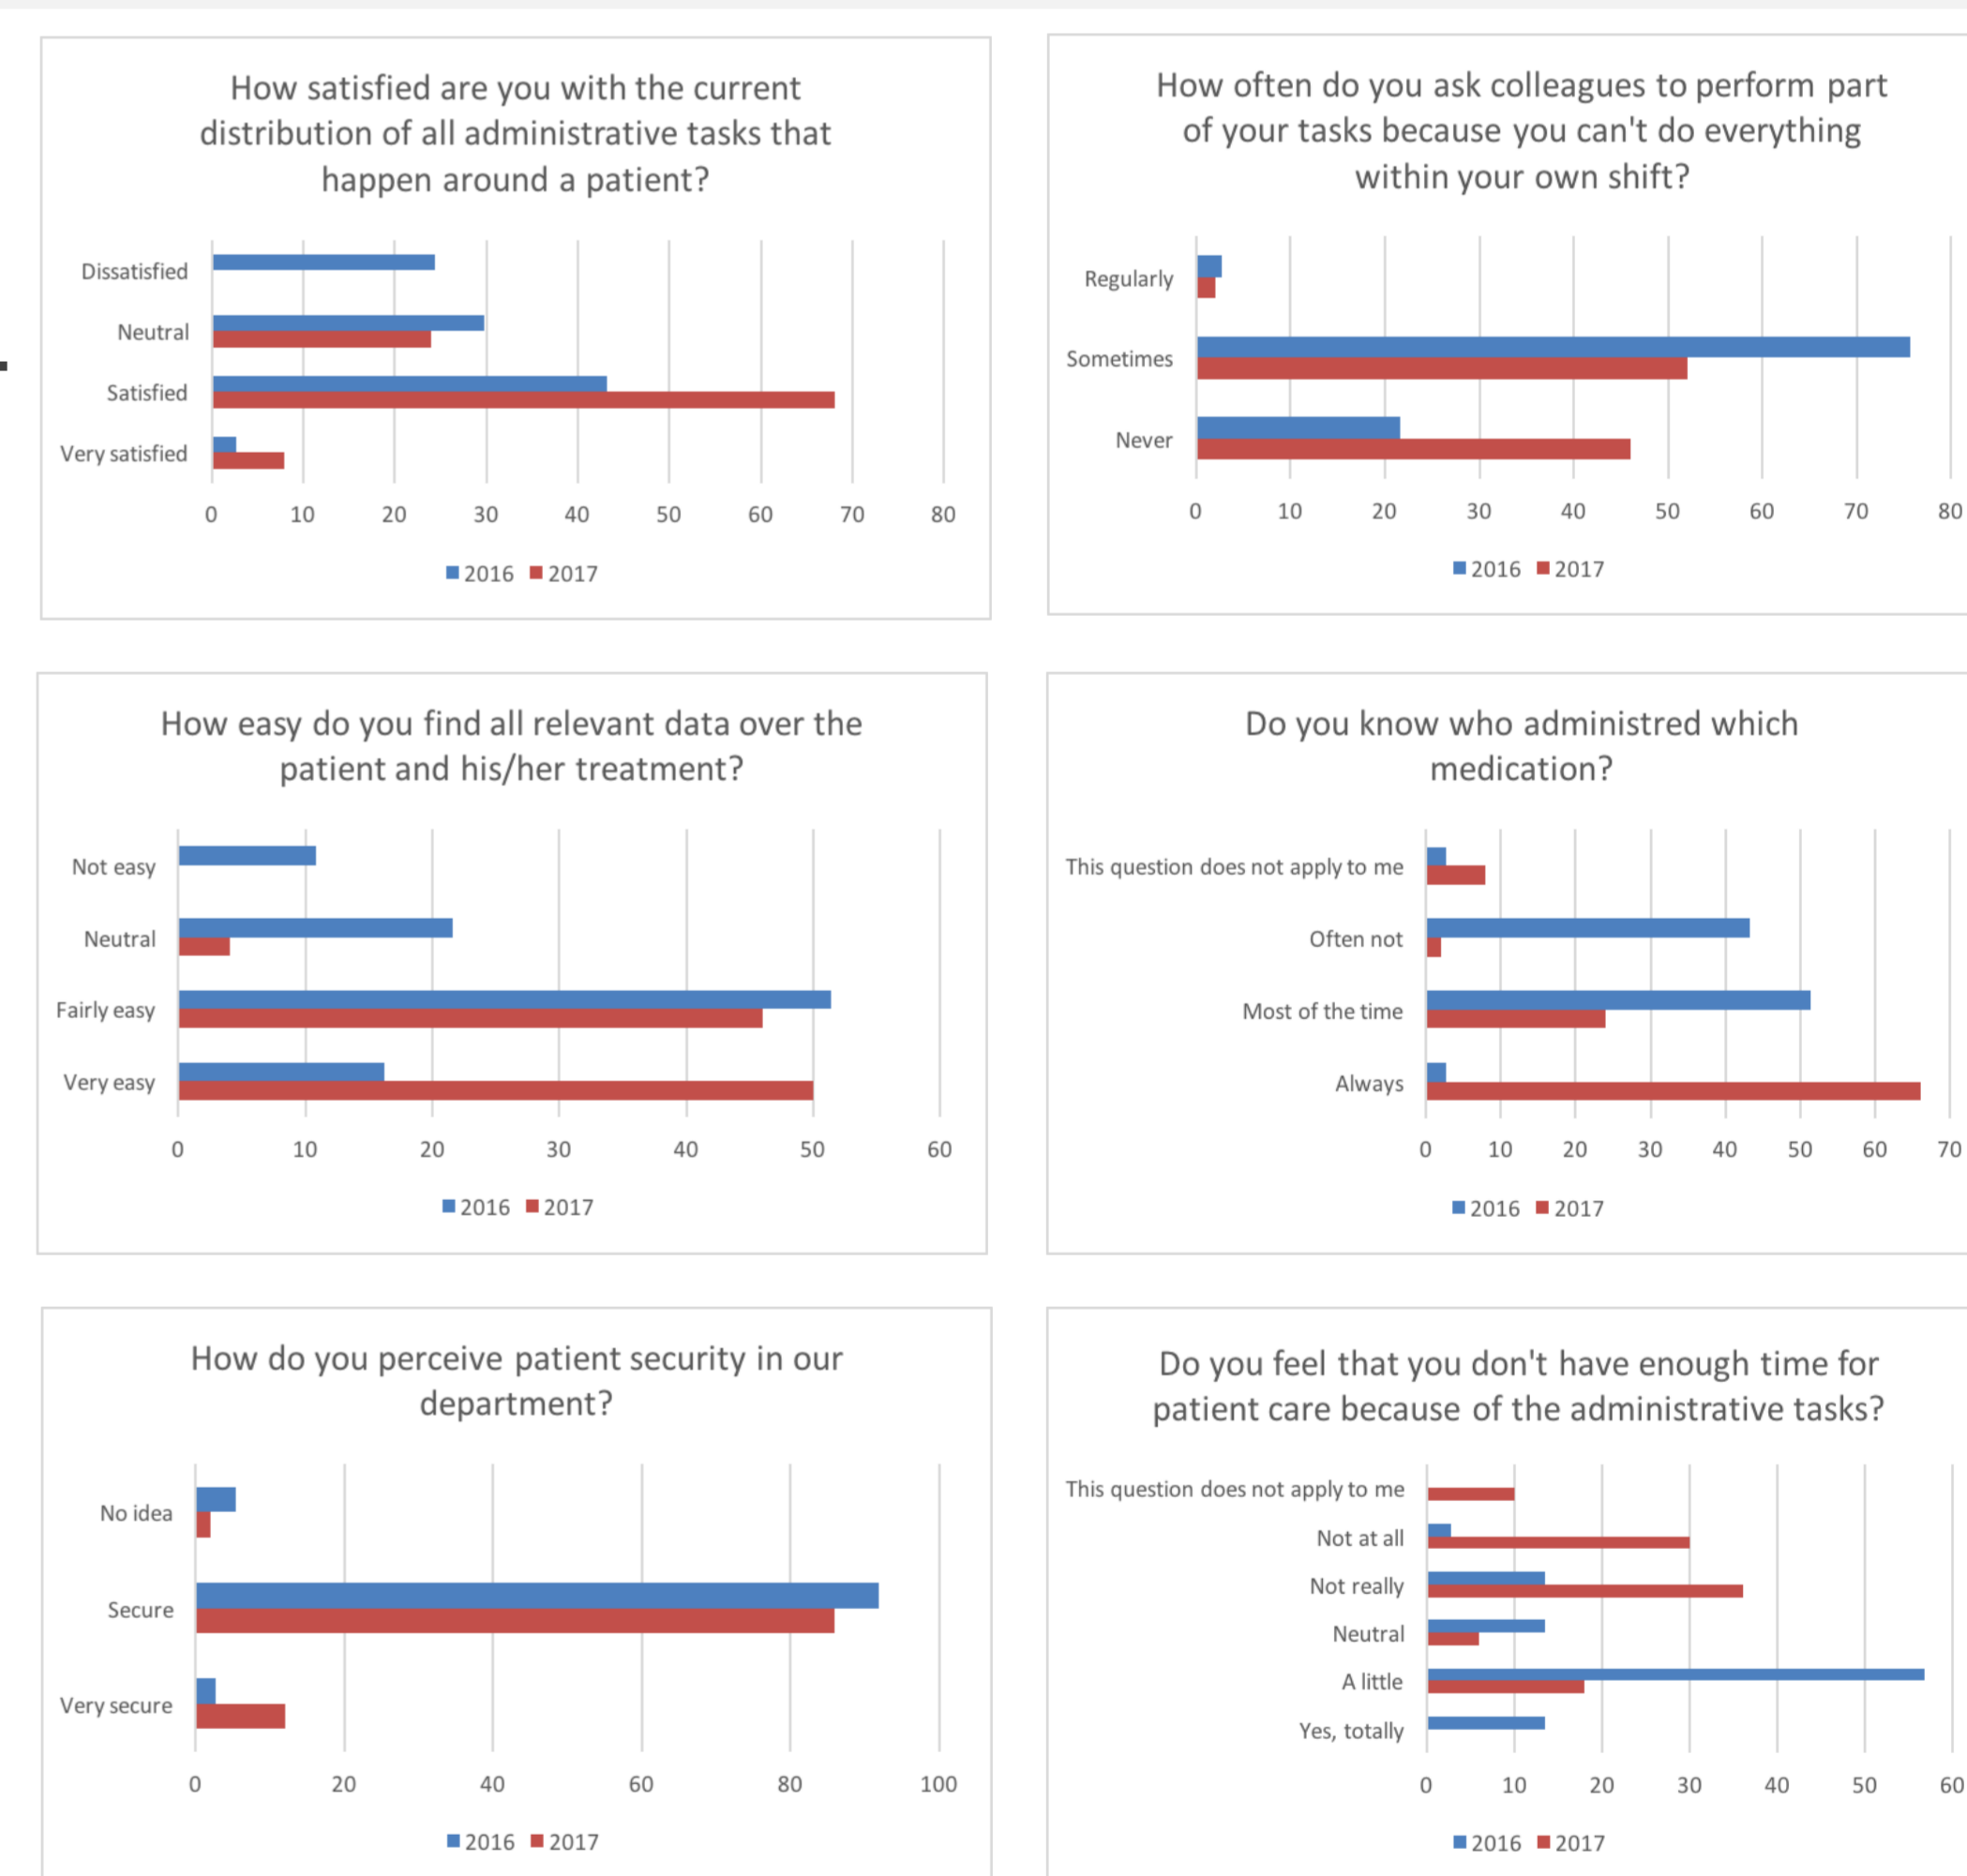 How satisfied are you with the current
distribution of all administrative tasks that
happen around a patient?
Dissatisfied
Neutral
Satisfied
Very satisfied
0 10 20 30 40 50 60 70 80
2016 2017
How often do you ask colleagues to perform part
of your tasks because you can't do everything
within your own shift?
Regularly
Sometimes
Never
0 10 20 30 40 50 60 70 80
2016 2017
How easy do you find all relevant data over the
patient and his/her treatment?
Not easy
Neutral
Fairly easy
Very easy
0 10 20 30 40 50 60
2016 2017
Do you know who administred which
medication?
This question does not apply to me
Often not
Most of the time
Always
0 10 20 30 40 50 60 70
2016 2017
How do you perceive patient security in our
department?
No idea
Secure
Very secure
0 20 40 60 80 100
2016 2017
Do you feel that you don't have enough time for
patient care because of the administrative tasks?
This question does not apply to me
Not at all
Not really
Neutral
A little
Yes, totally
0 10 20 30 40 50 60
2016 2017